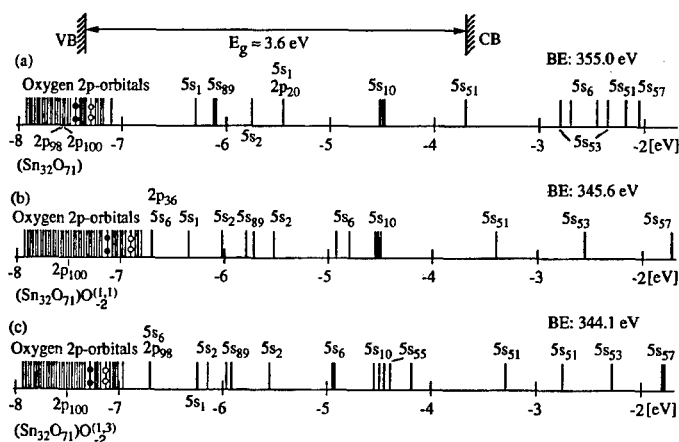 VB E_g ≈ 3.6 eV CB
(a) BE: 355.0 eV
5s₁
Oxygen 2p-orbitals 5s₁ 5s₈₉ 2p₂₀ 5s₁₀ 5s₅₁ 5s₆ 5s₅₁ 5s₅₇
5s₂ 5s₅₃
-8 2p₉₈ 2p₁₀₀ -7 -6 -5 -4 -3 -2 [eV]
(Sn₃₂O₇₁)
(b) 2p₃₆ BE: 345.6 eV
Oxygen 2p-orbitals 5s₆ 5s₁ 5s₂ 5s₈₉ 5s₂ 5s₆ 5s₁₀ 5s₅₁ 5s₅₃ 5s₅₇
-8 2p₁₀₀ -7 -6 -5 -4 -3 -2 [eV]
(Sn₃₂O₇₁)O₋₂⁽¹,¹⁾
(c) 5s₆ BE: 344.1 eV
Oxygen 2p-orbitals 2p₉₈ 5s₂ 5s₈₉ 5s₂ 5s₆ 5s₁₀ 5s₅₅ 5s₅₁ 5s₅₁ 5s₅₃ 5s₅₇
-8 2p₁₀₀ -7 5s₁ -6 -5 -4 -3 -2 [eV]
(Sn₃₂O₇₁)O₋₂⁽¹,³⁾